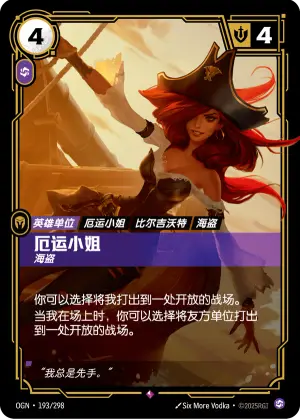 4
4
英雄单位 厄运小姐 比尔吉沃特 海盗
厄运小姐
海盗
你可以选择将我打出到一处开放的战场。
当我在场上时,你可以选择将友方单位打出
到一处开放的战场。
“我总是先手。”
OGN • 193/298
Six More Vodka • ©2025RGI